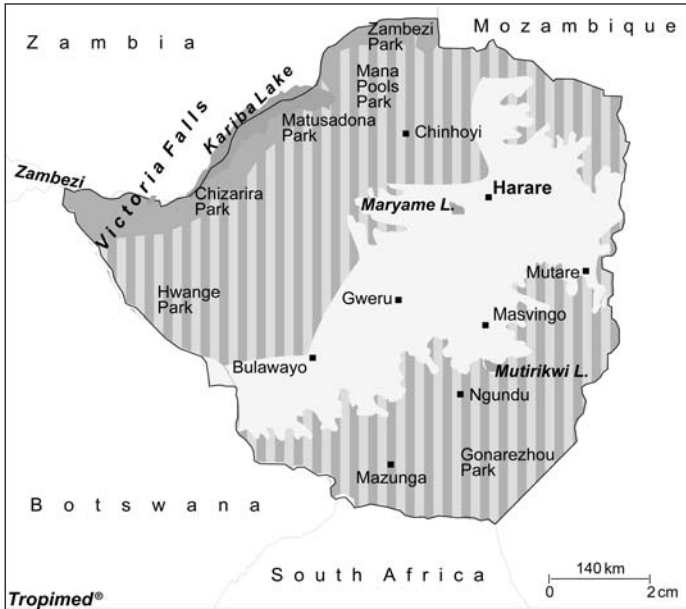 Zambia
Mozambique
Zambezi
Park
Mana
Pools
Park
Kariba Lake
Matusadona
Park
Chinhoyi
Victoria Falls
Zambezi
Chizarira
Park
Harare
Maryame L.
Mutare
Hwange
Park
Gweru
Masvingo
Bulawayo
Mutirikwi L.
Ngundu
Gonarezhou
Park
Mazunga
Botswana
South Africa
140 km
0 2 cm
Tropimed®